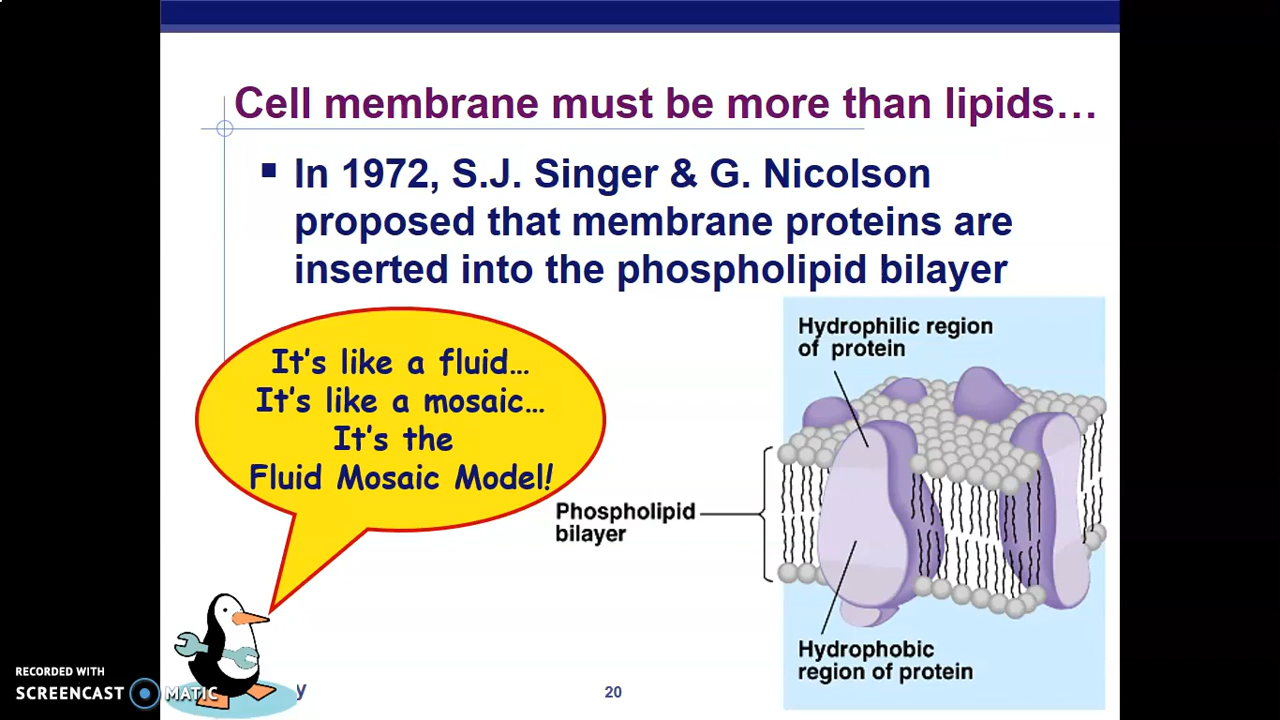 Cell membrane must be more than lipids…
▪ In 1972, S.J. Singer & G. Nicolson
proposed that membrane proteins are
inserted into the phospholipid bilayer
It's like a fluid…
It's like a mosaic…
It's the
Fluid Mosaic Model!
Hydrophilic region
of protein
Phospholipid
bilayer
Hydrophobic
region of protein
RECORDED WITH
SCREENCAST MATIC
y
20